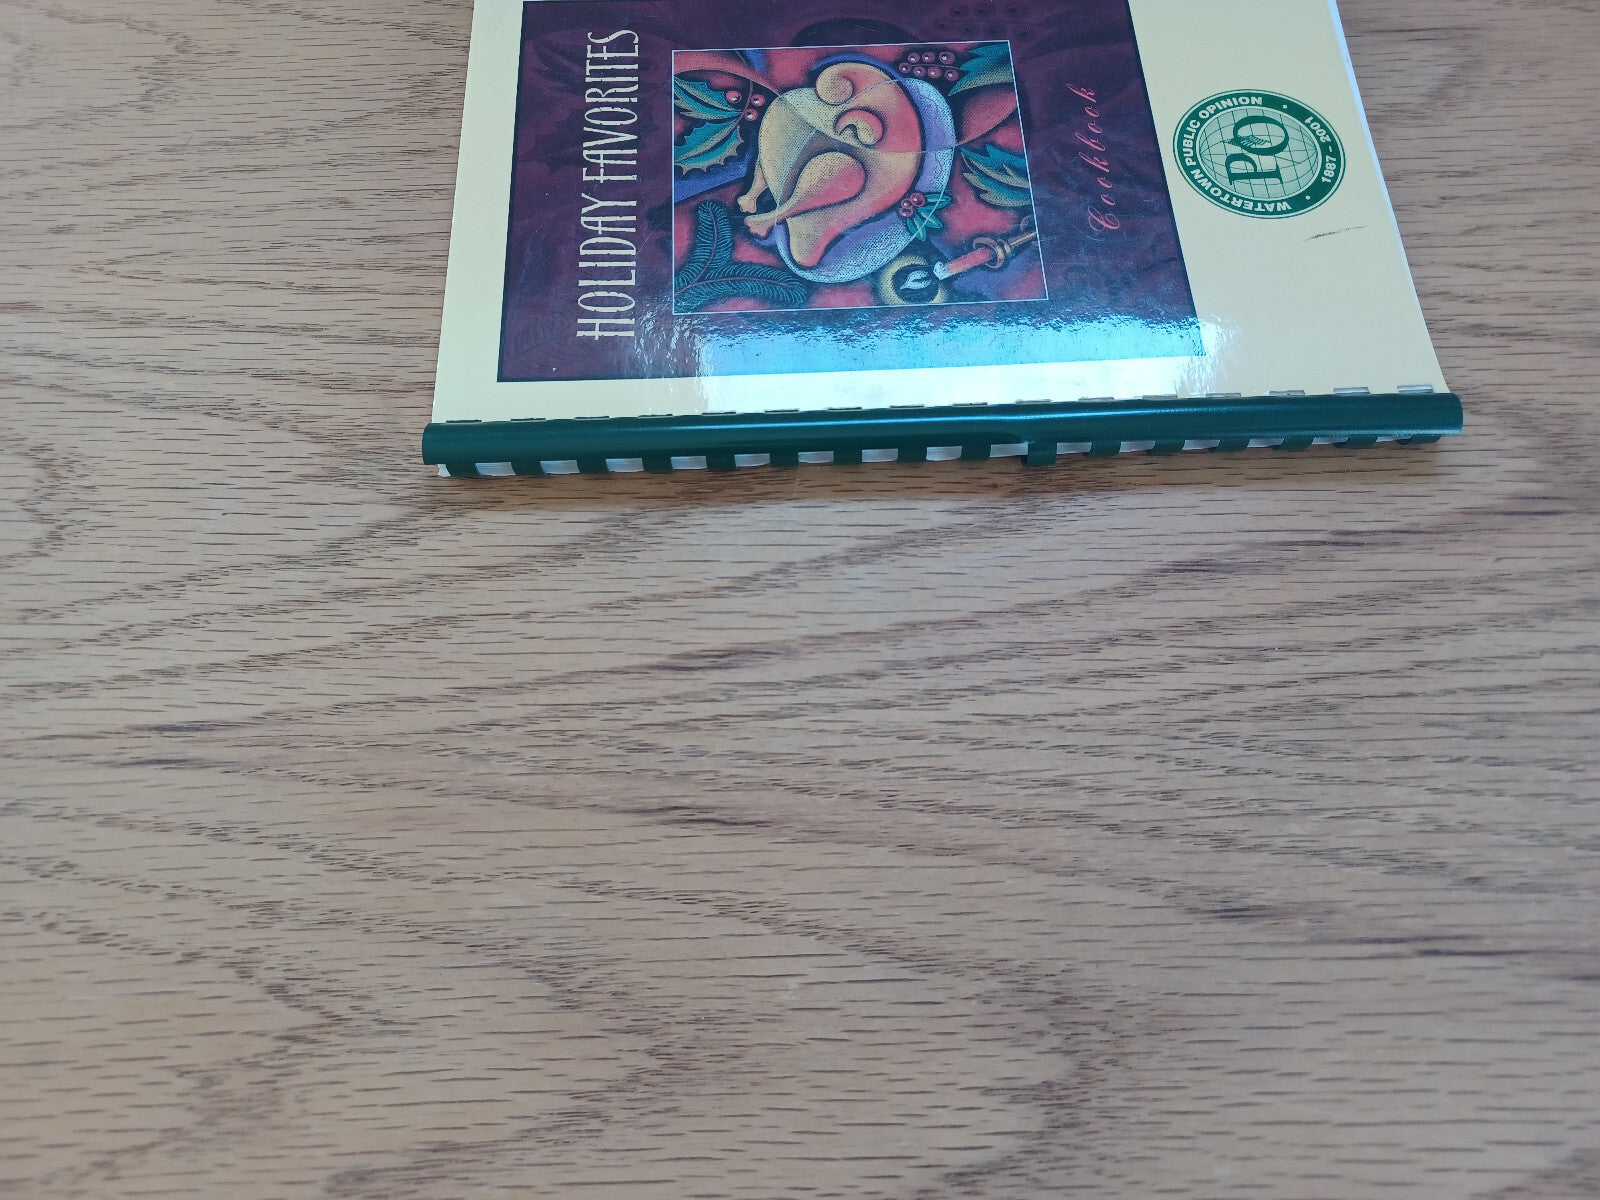 HOLIDAY FAVORITES
Cookbook
WATERTOWN PUBLIC OPINION
PO
• 1887 - 2001 •